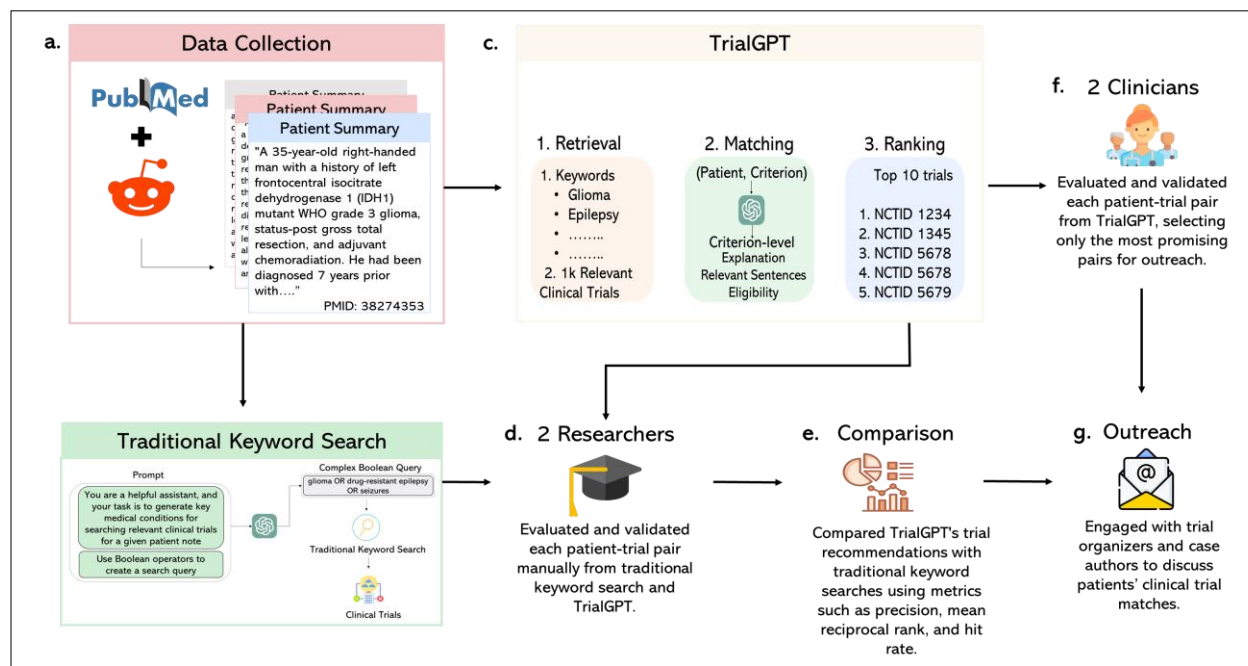 a.
Data Collection
PubMed
Patient Summary
Patient Summary
Patient Summary
"A 35-year-old right-handed
man with a history of left
frontocentral isocitrate
dehydrogenase 1 (IDH1)
mutant WHO grade 3 glioma,
status-post gross total
resection, and adjuvant
chemoradiation. He had been
diagnosed 7 years prior
with...."
PMID: 38274353
Traditional Keyword Search
Prompt
You are a helpful assistant, and
your task is to generate key
medical conditions for
searching relevant clinical trials
for a given patient note
Use Boolean operators to
create a search query
Complex Boolean Query
glioma OR drug-resistant epilepsy
OR seizures
Traditional Keyword Search
Clinical Trials
c.
TrialGPT
1. Retrieval
1. Keywords
• Glioma
• Epilepsy
• ........
• ........
2. 1k Relevant
Clinical Trials
2. Matching
(Patient, Criterion)
Criterion-level
Explanation
Relevant Sentences
Eligibility
3. Ranking
Top 10 trials
1. NCTID 1234
2. NCTID 1345
3. NCTID 5678
4. NCTID 5678
5. NCTID 5679
d. 2 Researchers
Evaluated and validated
each patient-trial pair
manually from traditional
keyword search and
TrialGPT.
e. Comparison
Compared TrialGPT's trial
recommendations with
traditional keyword
searches using metrics
such as precision, mean
reciprocal rank, and hit
rate.
f. 2 Clinicians
Evaluated and validated
each patient-trial pair
from TrialGPT, selecting
only the most promising
pairs for outreach.
g. Outreach
@
Engaged with trial
organizers and case
authors to discuss
patients' clinical trial
matches.